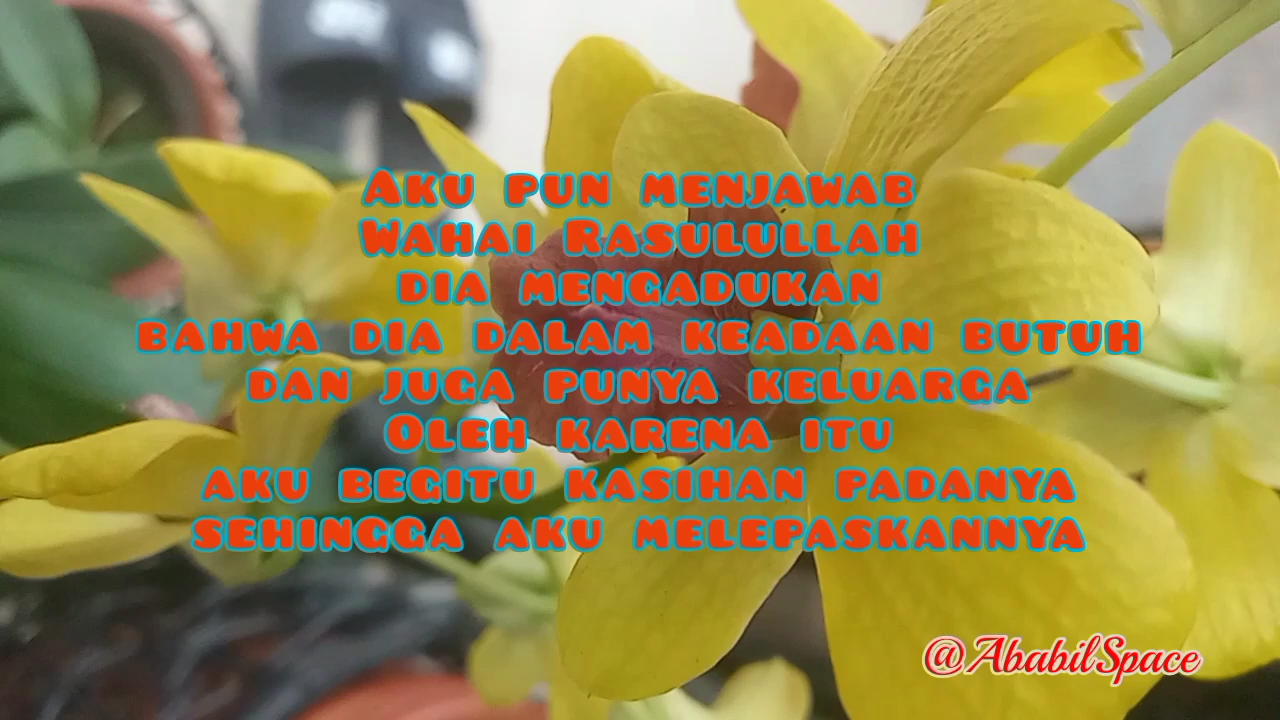 Aku pun menjawab
Wahai Rasulullah
dia mengadukan
bahwa dia dalam keadaan butuh
dan juga punya keluarga
Oleh karena itu
aku begitu kasihan padanya
sehingga aku melepaskannya
@AbabilSpace